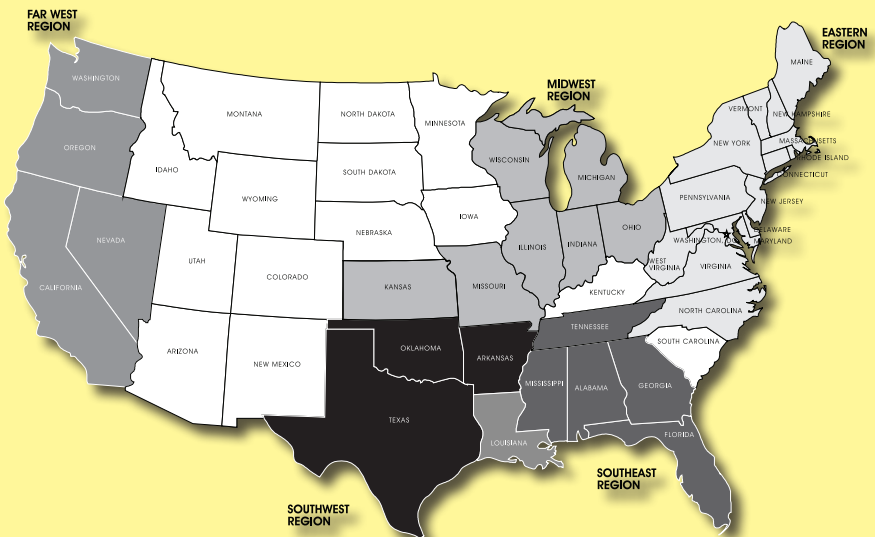 FAR WEST
REGION
EASTERN
REGION
MAINE
WASHINGTON
MIDWEST
REGION
VERMONT
MONTANA
NORTH DAKOTA
MINNESOTA
NEW HAMPSHIRE
OREGON
NEW YORK
MASSACHUSETTS
WISCONSIN
RHODE ISLAND
IDAHO
SOUTH DAKOTA
MICHIGAN
CONNECTICUT
WYOMING
PENNSYLVANIA
NEW JERSEY
IOWA
NEBRASKA
OHIO
DELAWARE
NEVADA
ILLINOIS
INDIANA
WASHINGTON, DC
MARYLAND
UTAH
WEST
VIRGINIA
VIRGINIA
COLORADO
CALIFORNIA
KANSAS
MISSOURI
KENTUCKY
NORTH CAROLINA
TENNESSEE
SOUTH CAROLINA
ARIZONA
OKLAHOMA
ARKANSAS
NEW MEXICO
MISSISSIPPI
ALABAMA
GEORGIA
TEXAS
FLORIDA
LOUISIANA
SOUTHEAST
REGION
SOUTHWEST
REGION